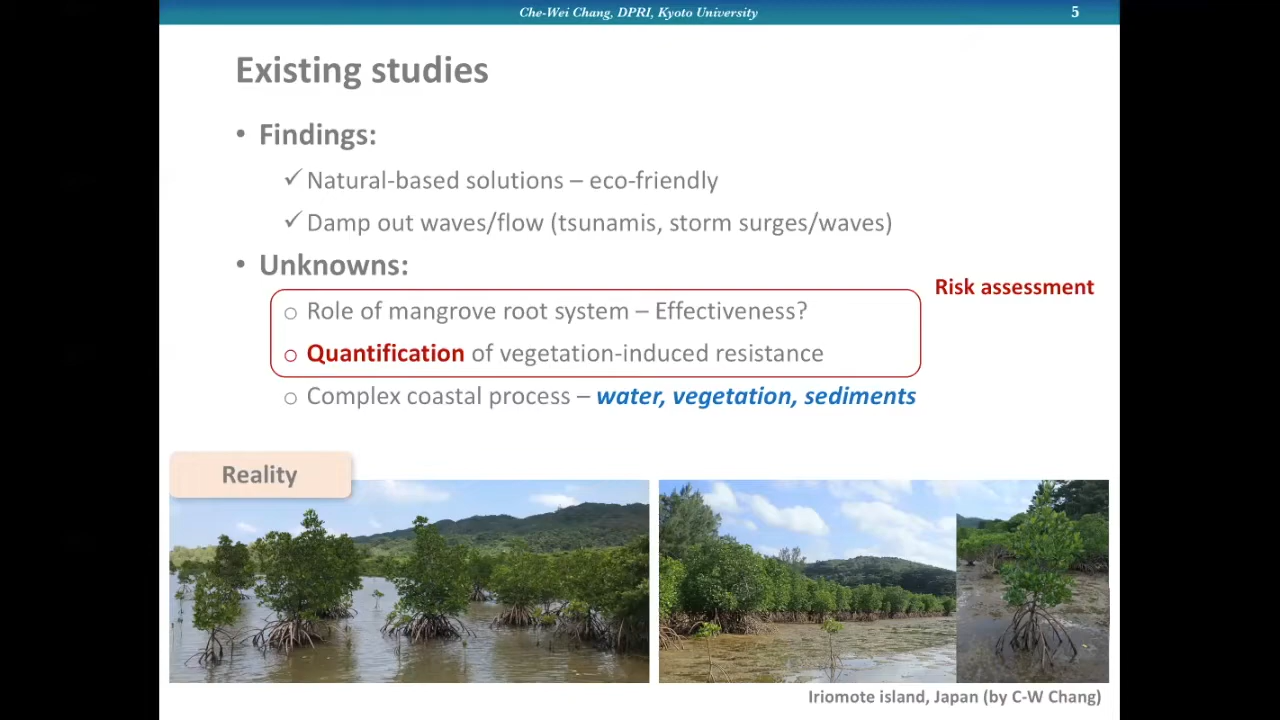 Che-Wei Chang, DPRI, Kyoto University 5
Existing studies
• Findings:
✓ Natural-based solutions – eco-friendly
✓ Damp out waves/flow (tsunamis, storm surges/waves)
• Unknowns:
Risk assessment
○ Role of mangrove root system – Effectiveness?
○ Quantification of vegetation-induced resistance
○ Complex coastal process – water, vegetation, sediments
Reality
Iriomote island, Japan (by C-W Chang)